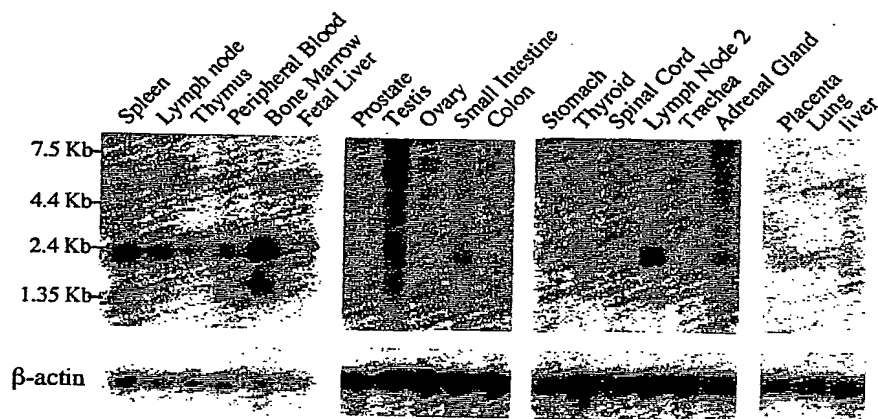 Spleen
Lymph node
Thymus
Peripheral Blood
Bone Marrow
Fetal Liver
Prostate
Testis
Ovary
Small Intestine
Colon
Stomach
Thyroid
Spinal Cord
Lymph Node 2
Trachea
Adrenal Gland
Placenta
Lung
liver
7.5 Kb
4.4 Kb
2.4 Kb
1.35 Kb
β-actin